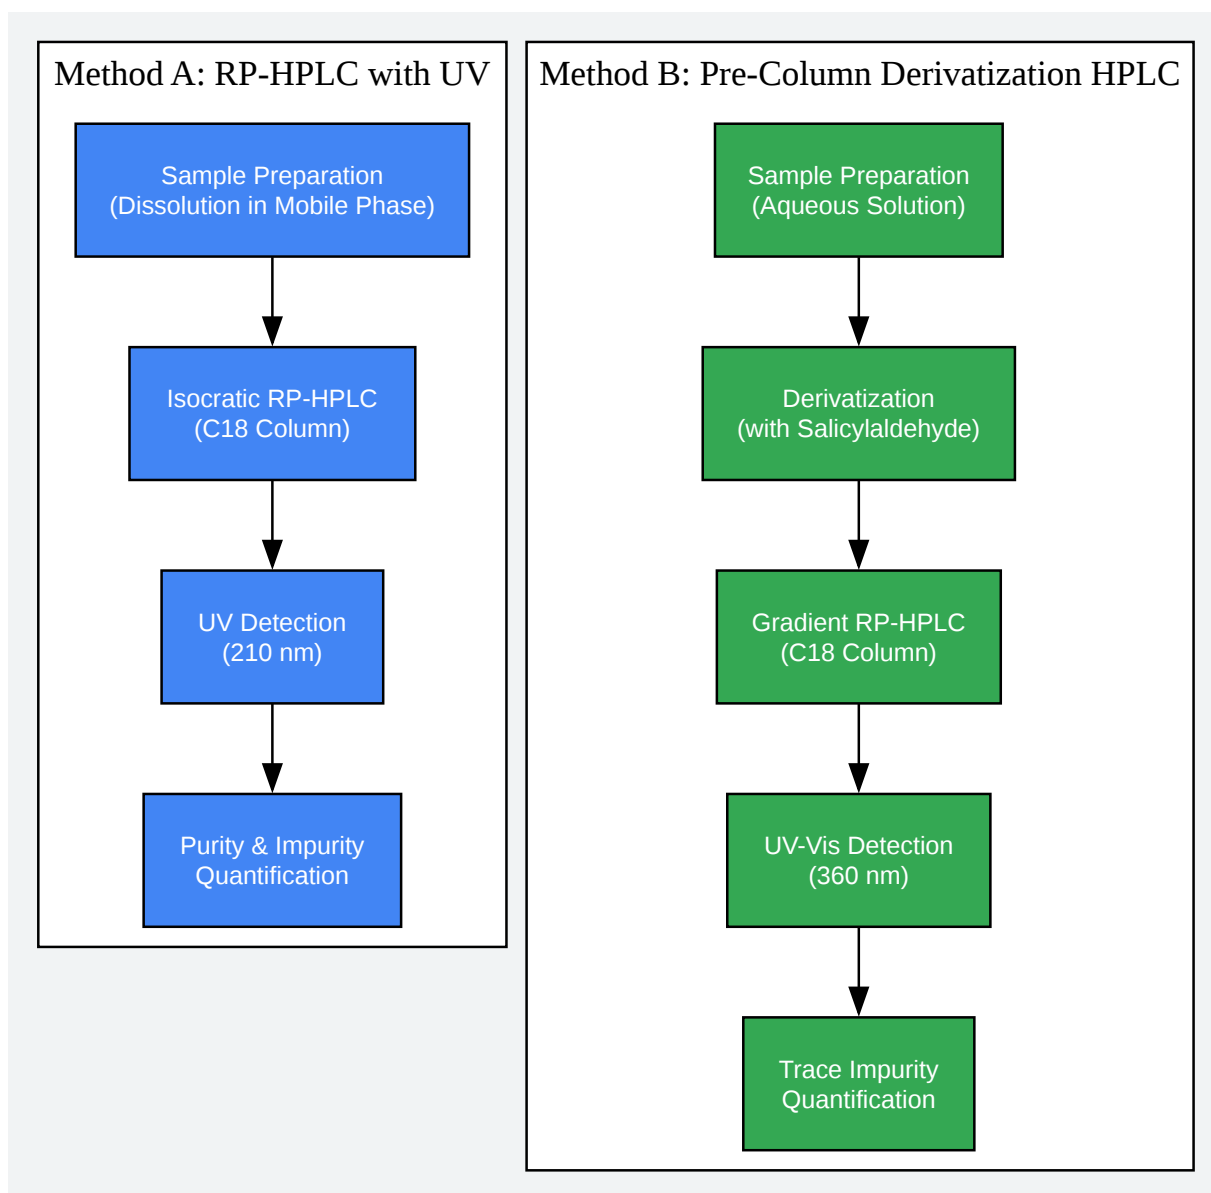 Method A: RP-HPLC with UV
Sample Preparation
(Dissolution in Mobile Phase)
Isocratic RP-HPLC
(C18 Column)
UV Detection
(210 nm)
Purity & Impurity
Quantification
Method B: Pre-Column Derivatization HPLC
Sample Preparation
(Aqueous Solution)
Derivatization
(with Salicylaldehyde)
Gradient RP-HPLC
(C18 Column)
UV-Vis Detection
(360 nm)
Trace Impurity
Quantification